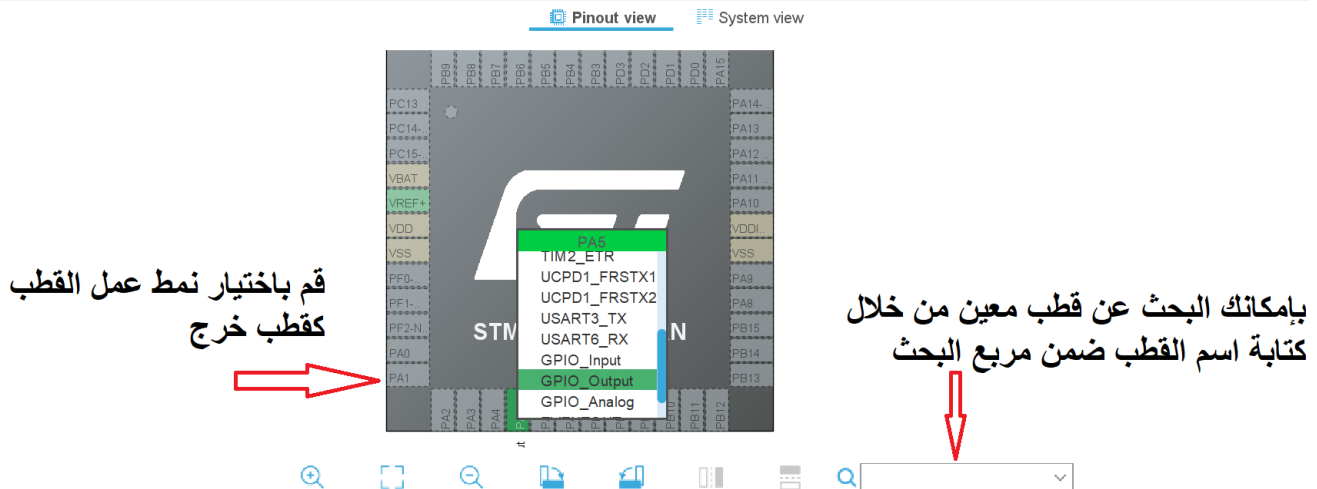 Pinout view
System view
PB9
PB8
PB7
PB6
PB5
PB4
PB3
PD3
PD2
PD1
PD0
PA15
PC13
PC14-..
PC15-..
VBAT
VREF+
VDD
VSS
PF0-..
PF1-..
PF2-N..
PA0
PA1
PA14-..
PA13
PA12 ..
PA11 ..
PA10
VDDI..
VSS
PA9
PA8
PB15
PB14
PB13
PA5
TIM2_ETR
UCPD1_FRSTX1
UCPD1_FRSTX2
USART3_TX
USART6_RX
GPIO_Input
GPIO_Output
GPIO_Analog
STM
N
PA2
PA3
PA4
PB10
PB11
PB12
قم باختيار نمط عمل القطب
كقطب خرج
بإمكانك البحث عن قطب معين من خلال
كتابة اسم القطب ضمن مربع البحث